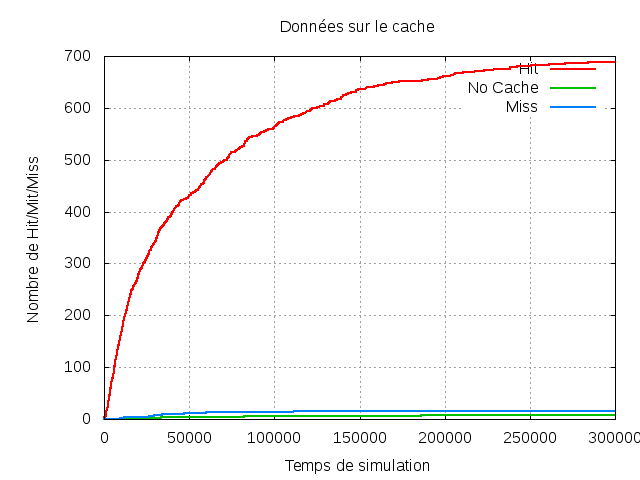 Données sur le cache
Nombre de Hit/Mit/Miss
700
600
500
400
300
200
100
0
Hit
No Cache
Miss
0 50000 100000 150000 200000 250000 300000
Temps de simulation